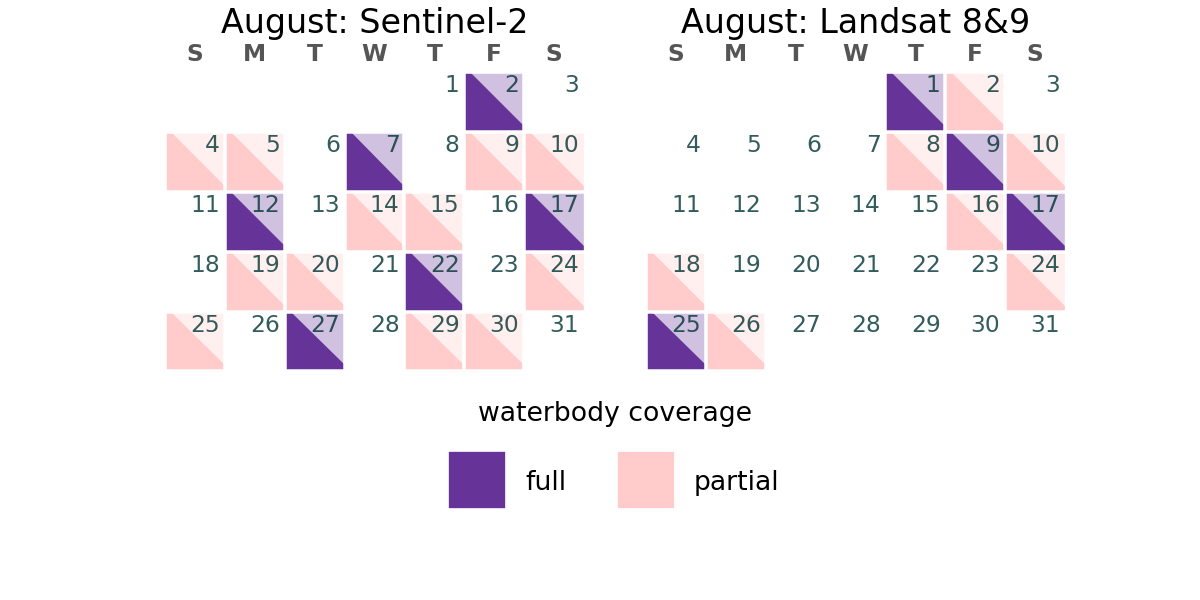 August: Sentinel-2
S M T W T F S
1 2 3
4 5 6 7 8 9 10
11 12 13 14 15 16 17
18 19 20 21 22 23 24
25 26 27 28 29 30 31
August: Landsat 8&9
S M T W T F S
1 2 3
4 5 6 7 8 9 10
11 12 13 14 15 16 17
18 19 20 21 22 23 24
25 26 27 28 29 30 31
waterbody coverage
full
partial